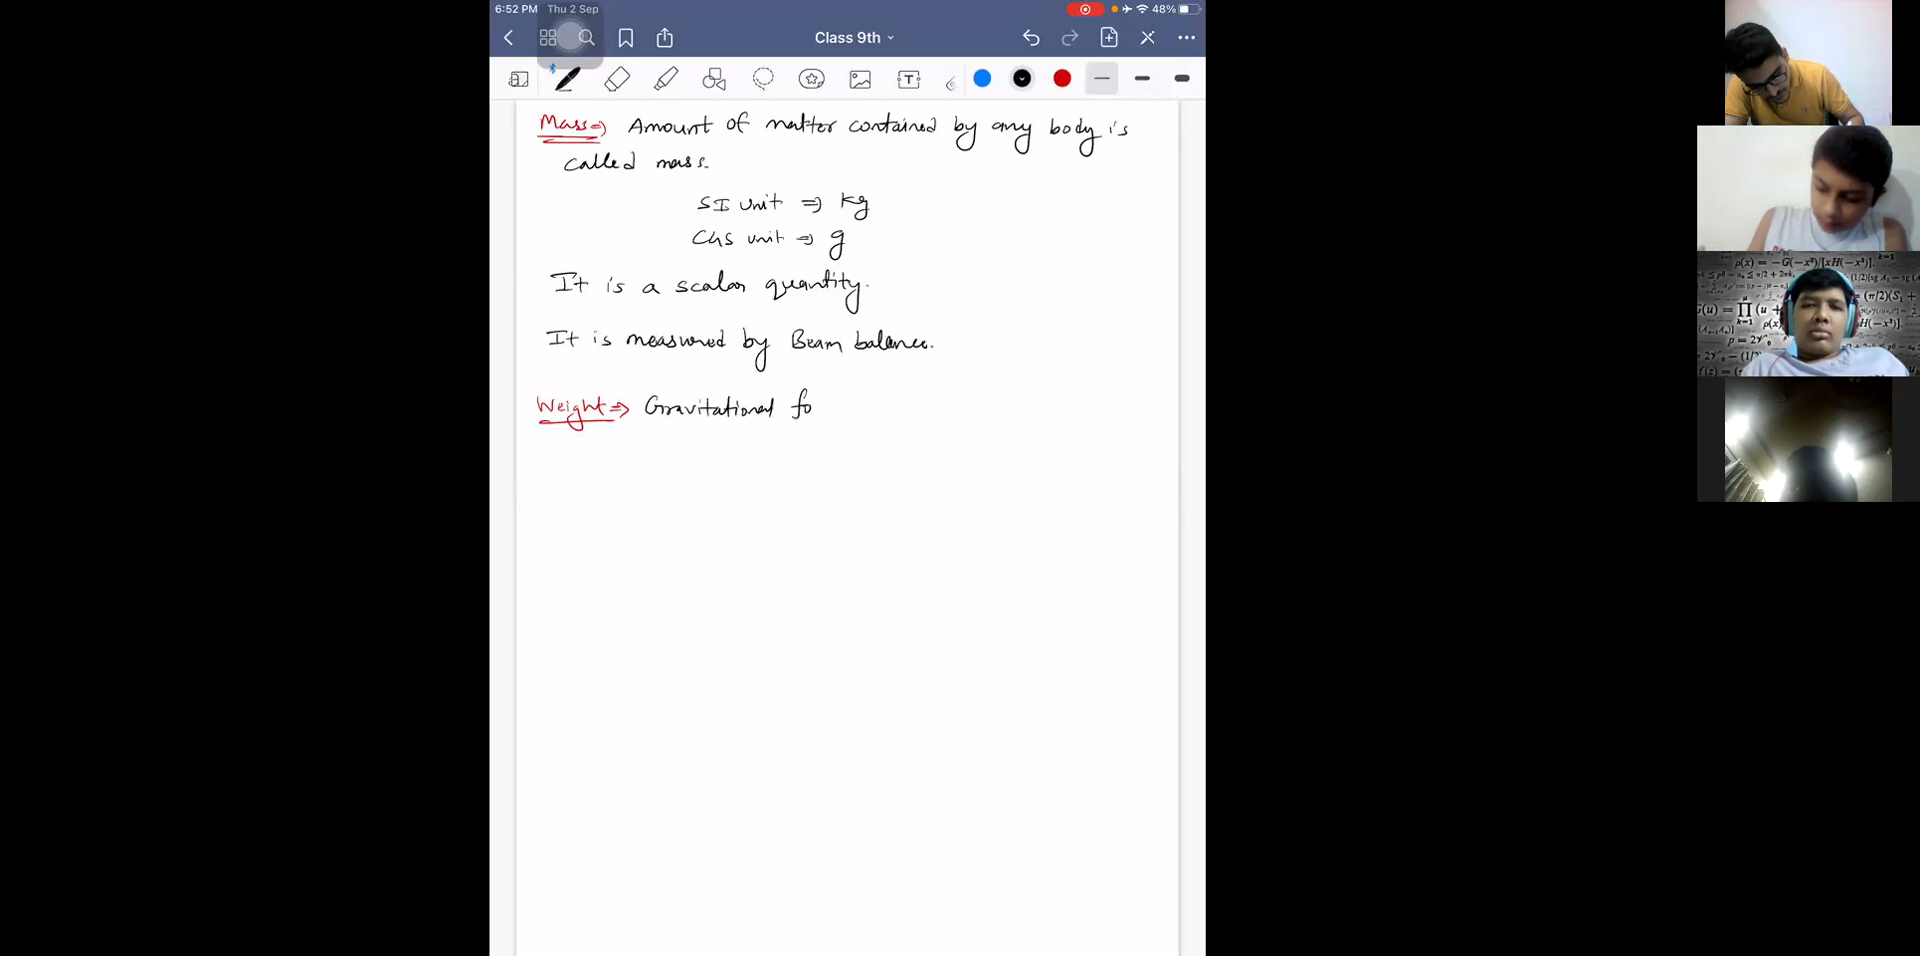 6:52 PM Thu 2 Sep
48%
Class 9th
T
Mass ⇒ Amount of matter contained by any body is
called mass.
SI unit ⇒ kg
CGS unit ⇒ g
It is a scalar quantity.
It is measured by Beam balance.
Weight ⇒ Gravitational fo